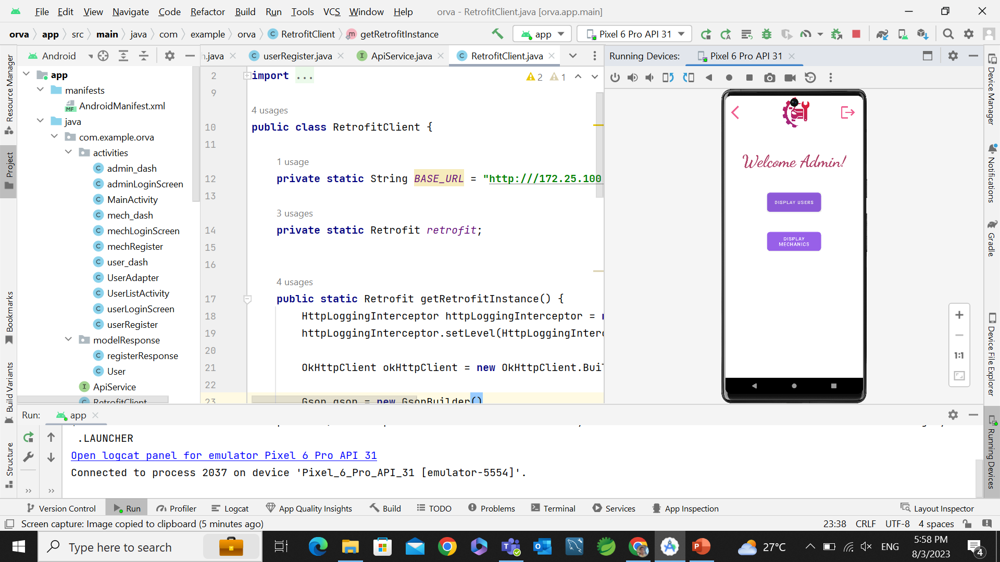 File Edit View Navigate Code Refactor Build Run Tools VCS Window Help orva - RetrofitClient.java [orva.app.main]
orva app src main java com example orva RetrofitClient getRetrofitInstance app Pixel 6 Pro API 31
Android .java userRegister.java ApiService.java RetrofitClient.java Running Devices: Pixel 6 Pro API 31
Resource Manager
Project
Bookmarks
Build Variants
Structure
app
manifests
AndroidManifest.xml
java
com.example.orva
activities
admin_dash
adminLoginScreen
MainActivity
mech_dash
mechLoginScreen
mechRegister
user_dash
UserAdapter
UserListActivity
userLoginScreen
userRegister
modelResponse
registerResponse
User
ApiService
RetrofitClient
2 import ... 2 1
9
4 usages
10 public class RetrofitClient {
11
1 usage
12 private static String BASE_URL = "http:///172.25.100
13
3 usages
14 private static Retrofit retrofit;
15
16
4 usages
17 public static Retrofit getRetrofitInstance() {
18 HttpLoggingInterceptor httpLoggingInterceptor =
19 httpLoggingInterceptor.setLevel(HttpLoggingInter
20
21 OkHttpClient okHttpClient = new OkHttpClient.Bui
22
23 Gson gson = new GsonBuilder()
Welcome Admin!
DISPLAY USERS
DISPLAY
MECHANICS
1:1
Device Manager
Notifications
Gradle
Device File Explorer
Running Devices
Run: app
.LAUNCHER
Open logcat panel for emulator Pixel 6 Pro API 31
Connected to process 2037 on device 'Pixel_6_Pro_API_31 [emulator-5554]'.
Version Control Run Profiler Logcat App Quality Insights Build TODO Problems Terminal Services App Inspection Layout Inspector
Screen capture: Image copied to clipboard (5 minutes ago) 23:38 CRLF UTF-8 4 spaces
Type here to search 27°C ENG 5:58 PM
8/3/2023 4